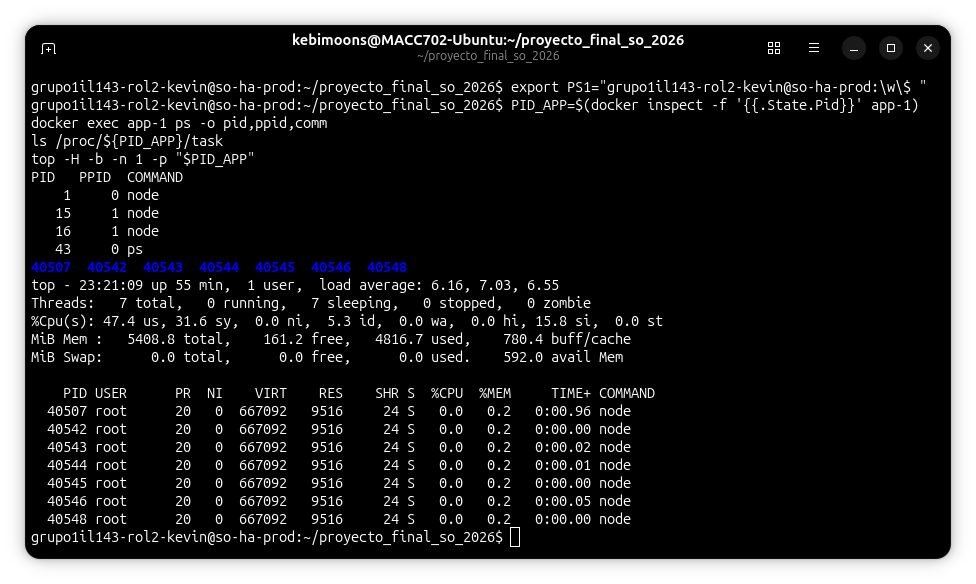 kebimoons@MACC702-Ubuntu:~/proyecto_final_so_2026
~/proyecto_final_so_2026
grupo1il143-rol2-kevin@so-ha-prod:~/proyecto_final_so_2026$ export PS1="grupo1il143-rol2-kevin@so-ha-prod:\w\$ "
grupo1il143-rol2-kevin@so-ha-prod:~/proyecto_final_so_2026$ PID_APP=$(docker inspect -f '{{.State.Pid}}' app-1)
docker exec app-1 ps -o pid,ppid,comm
ls /proc/${PID_APP}/task
top -H -b -n 1 -p "$PID_APP"
PID   PPID  COMMAND
    1     0 node
   15     1 node
   16     1 node
   43     0 ps
40507  40542  40543  40544  40545  40546  40548
top - 23:21:09 up 55 min,  1 user,  load average: 6.16, 7.03, 6.55
Threads:   7 total,   0 running,   7 sleeping,   0 stopped,   0 zombie
%Cpu(s): 47.4 us, 31.6 sy,  0.0 ni,  5.3 id,  0.0 wa,  0.0 hi, 15.8 si,  0.0 st
MiB Mem :   5408.8 total,    161.2 free,   4816.7 used,    780.4 buff/cache
MiB Swap:      0.0 total,      0.0 free,      0.0 used.    592.0 avail Mem
    PID USER      PR  NI    VIRT    RES    SHR S  %CPU  %MEM     TIME+ COMMAND
  40507 root      20   0  667092   9516     24 S   0.0   0.2   0:00.96 node
  40542 root      20   0  667092   9516     24 S   0.0   0.2   0:00.00 node
  40543 root      20   0  667092   9516     24 S   0.0   0.2   0:00.02 node
  40544 root      20   0  667092   9516     24 S   0.0   0.2   0:00.01 node
  40545 root      20   0  667092   9516     24 S   0.0   0.2   0:00.00 node
  40546 root      20   0  667092   9516     24 S   0.0   0.2   0:00.05 node
  40548 root      20   0  667092   9516     24 S   0.0   0.2   0:00.00 node
grupo1il143-rol2-kevin@so-ha-prod:~/proyecto_final_so_2026$